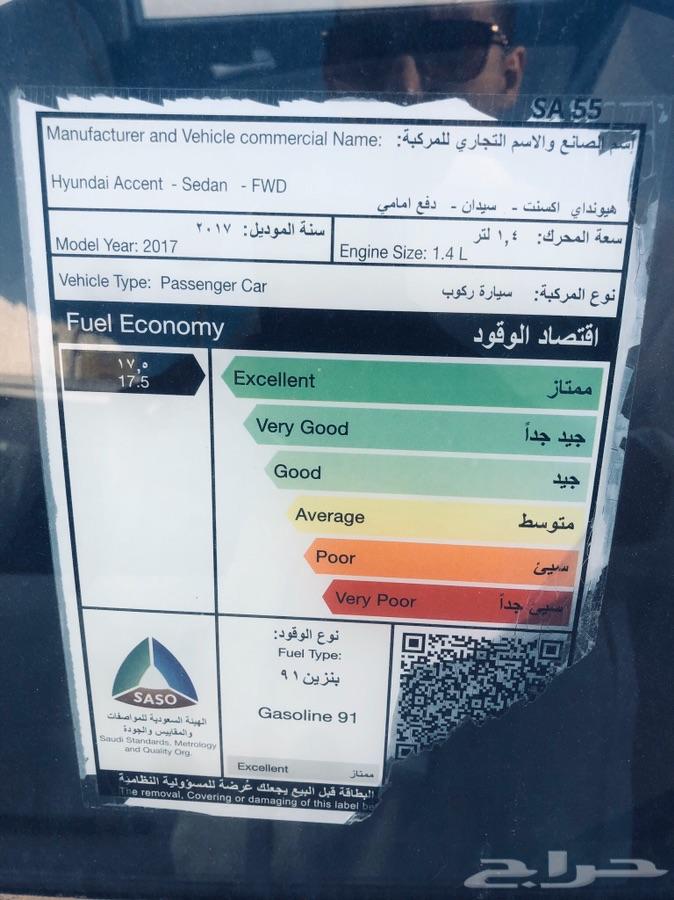 SA 55
Manufacturer and Vehicle commercial Name: إسم الصانع والاسم التجاري للمركبة:
Hyundai Accent - Sedan - FWD
هيونداي اكسنت - سيدان - دفع امامي
Model Year: 2017 سنة الموديل: ٢٠١٧
Engine Size: 1.4 L سعة المحرك: ١,٤ لتر
Vehicle Type: Passenger Car نوع المركبة: سيارة ركوب
Fuel Economy اقتصاد الوقود
١٧,٥
17.5
Excellent ممتاز
Very Good جيد جداً
Good جيد
Average متوسط
Poor سيئ
Very Poor سيئ جداً
SASO
الهيئة السعودية للمواصفات
والمقاييس والجودة
Saudi Standards, Metrology
and Quality Org.
نوع الوقود:
Fuel Type:
بنزين ٩١
Gasoline 91
Excellent ممتاز
البطاقة قبل البيع يجعلك عُرضة للمسؤولية النظامية
The removal, Covering or damaging of this label be
حراج